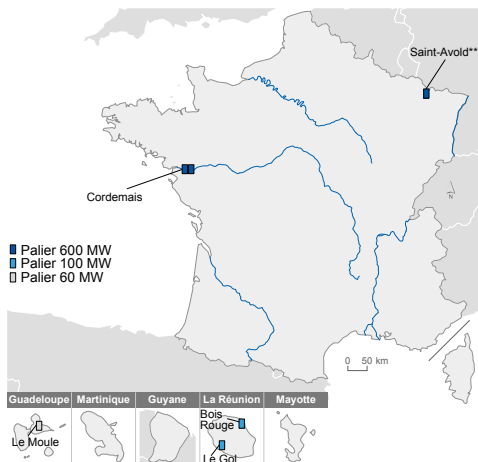 Saint-Avold**
Cordemais
N
Palier 600 MW
Palier 100 MW
Palier 60 MW
0 50 km
Guadeloupe Martinique Guyane La Réunion Mayotte
Le Moule
Bois
Rouge
Le Gol